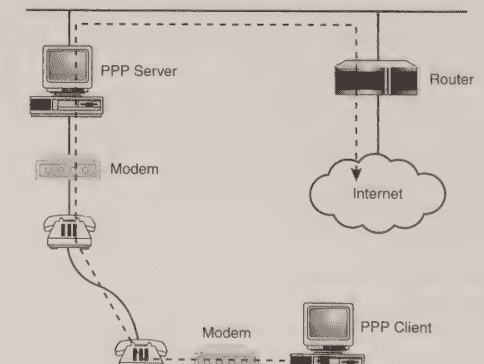 PPP Server
Router
Modem
Internet
Modem
PPP Client